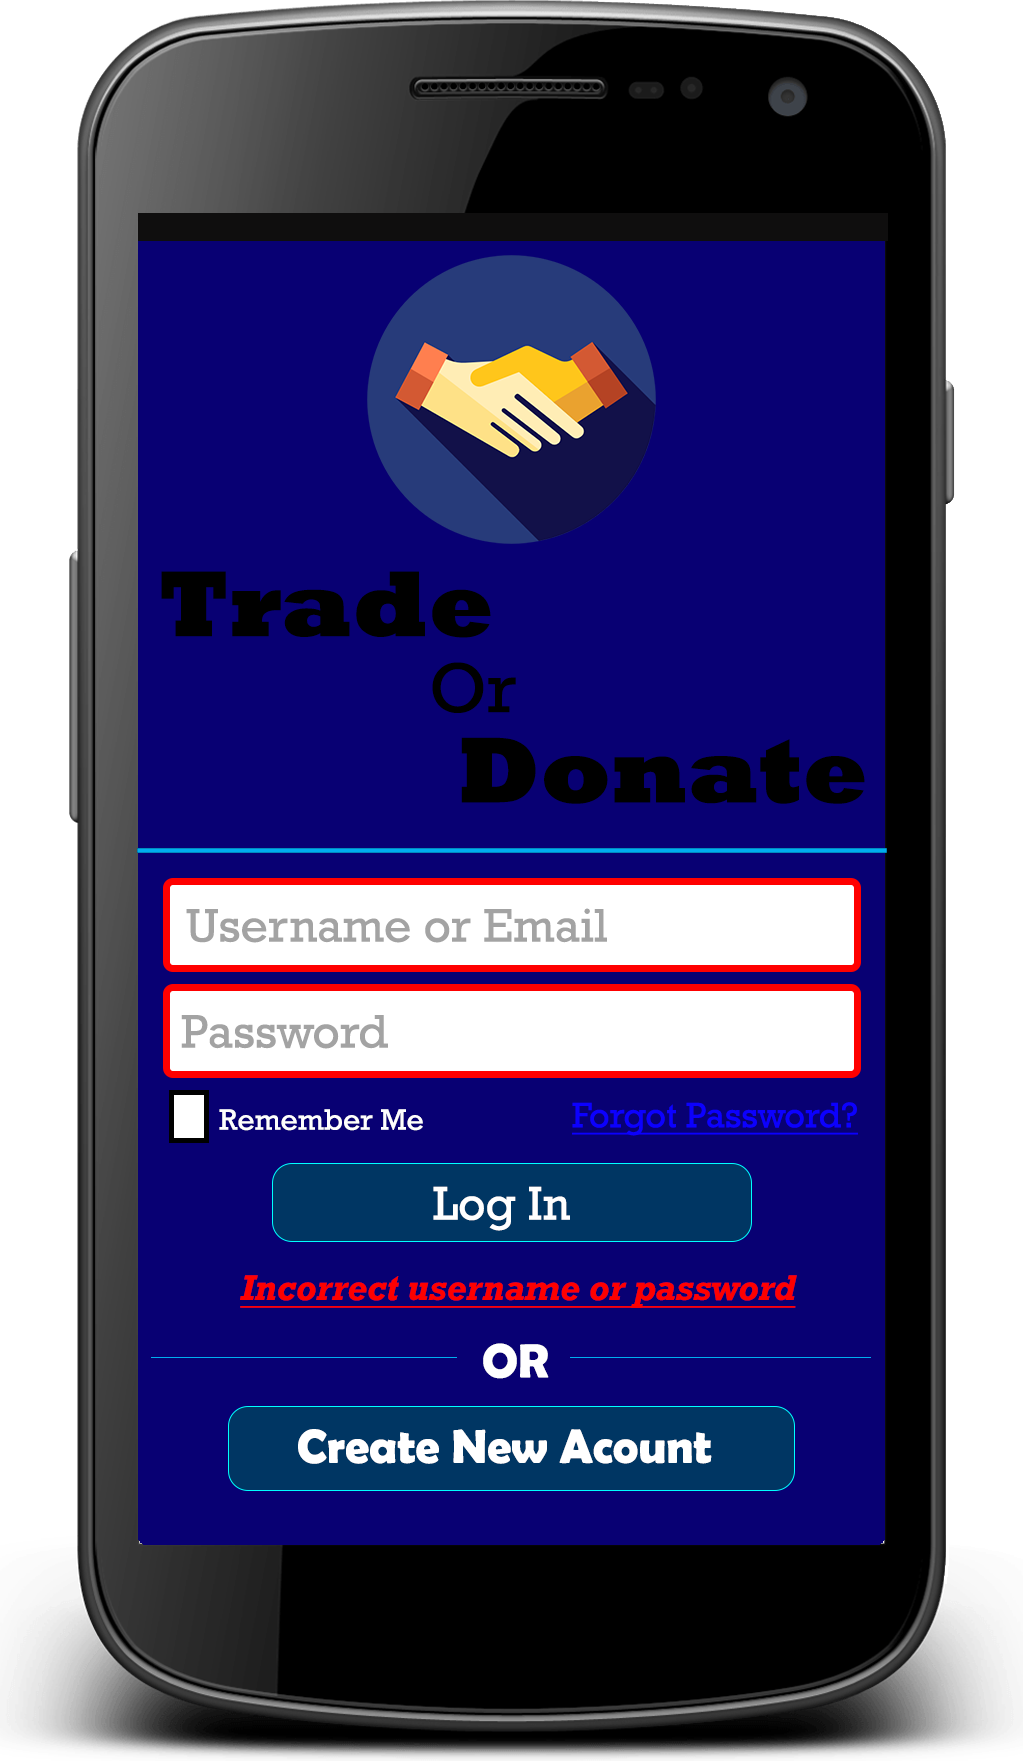 Trade
Or
Donate
Username or Email
Password
Remember Me
Forgot Password?
Log In
Incorrect username or password
OR
Create New Acount